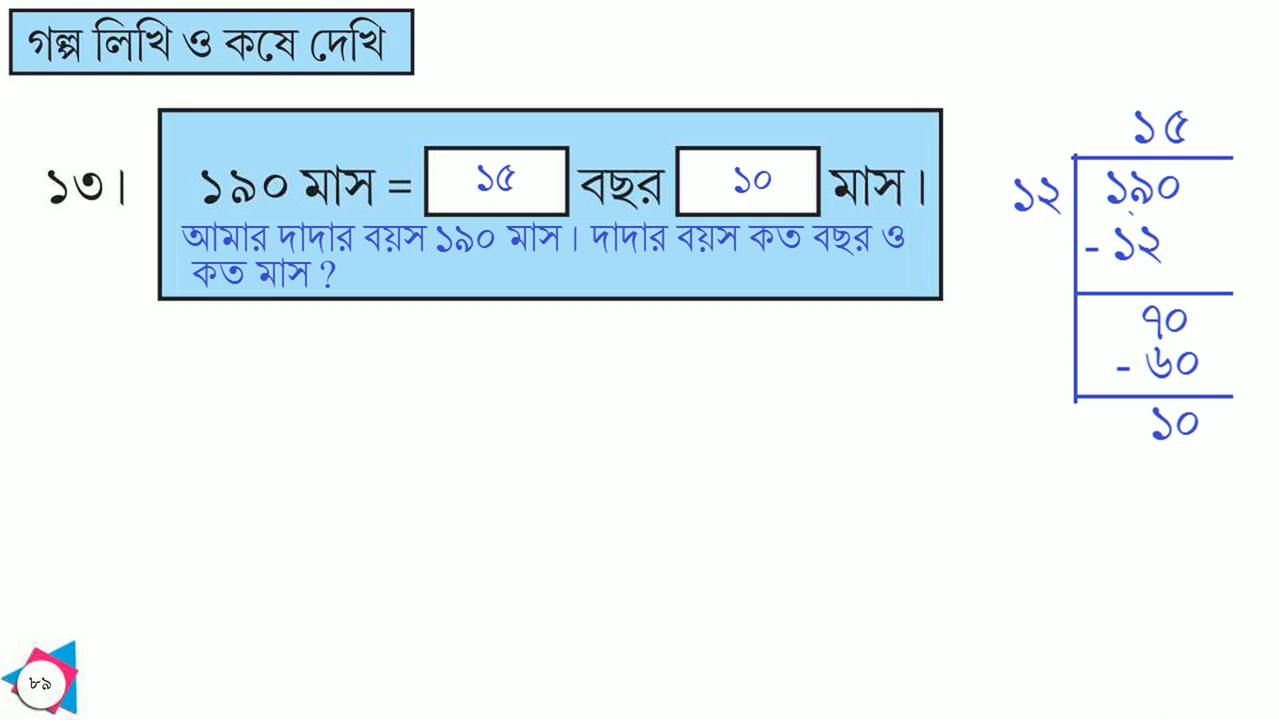 গল্প লিখি ও কষে দেখি
১৩। ১৯০ মাস = ১৫ বছর ১০ মাস।
আমার দাদার বয়স ১৯০ মাস। দাদার বয়স কত বছর ও
কত মাস ?
১৫
১২ ১৯০
- ১২
৭০
- ৬০
১০
৮৯